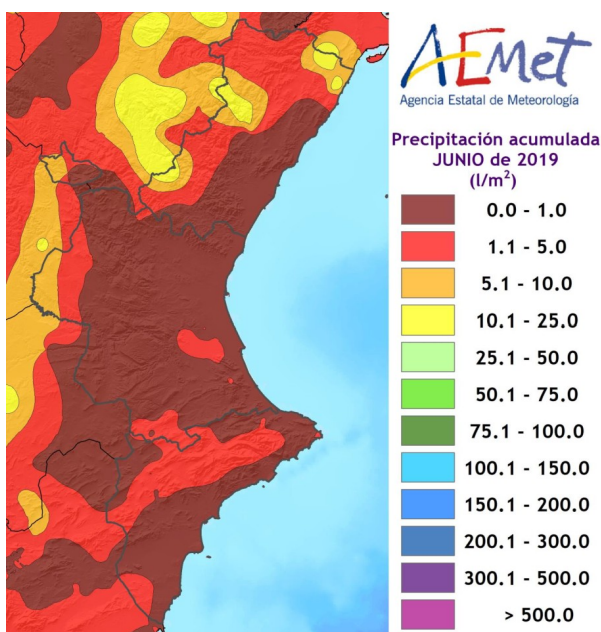 AEMet
Agencia Estatal de Meteorología
Precipitación acumulada
JUNIO de 2019
(l/m²)
0.0 - 1.0
1.1 - 5.0
5.1 - 10.0
10.1 - 25.0
25.1 - 50.0
50.1 - 75.0
75.1 - 100.0
100.1 - 150.0
150.1 - 200.0
200.1 - 300.0
300.1 - 500.0
> 500.0